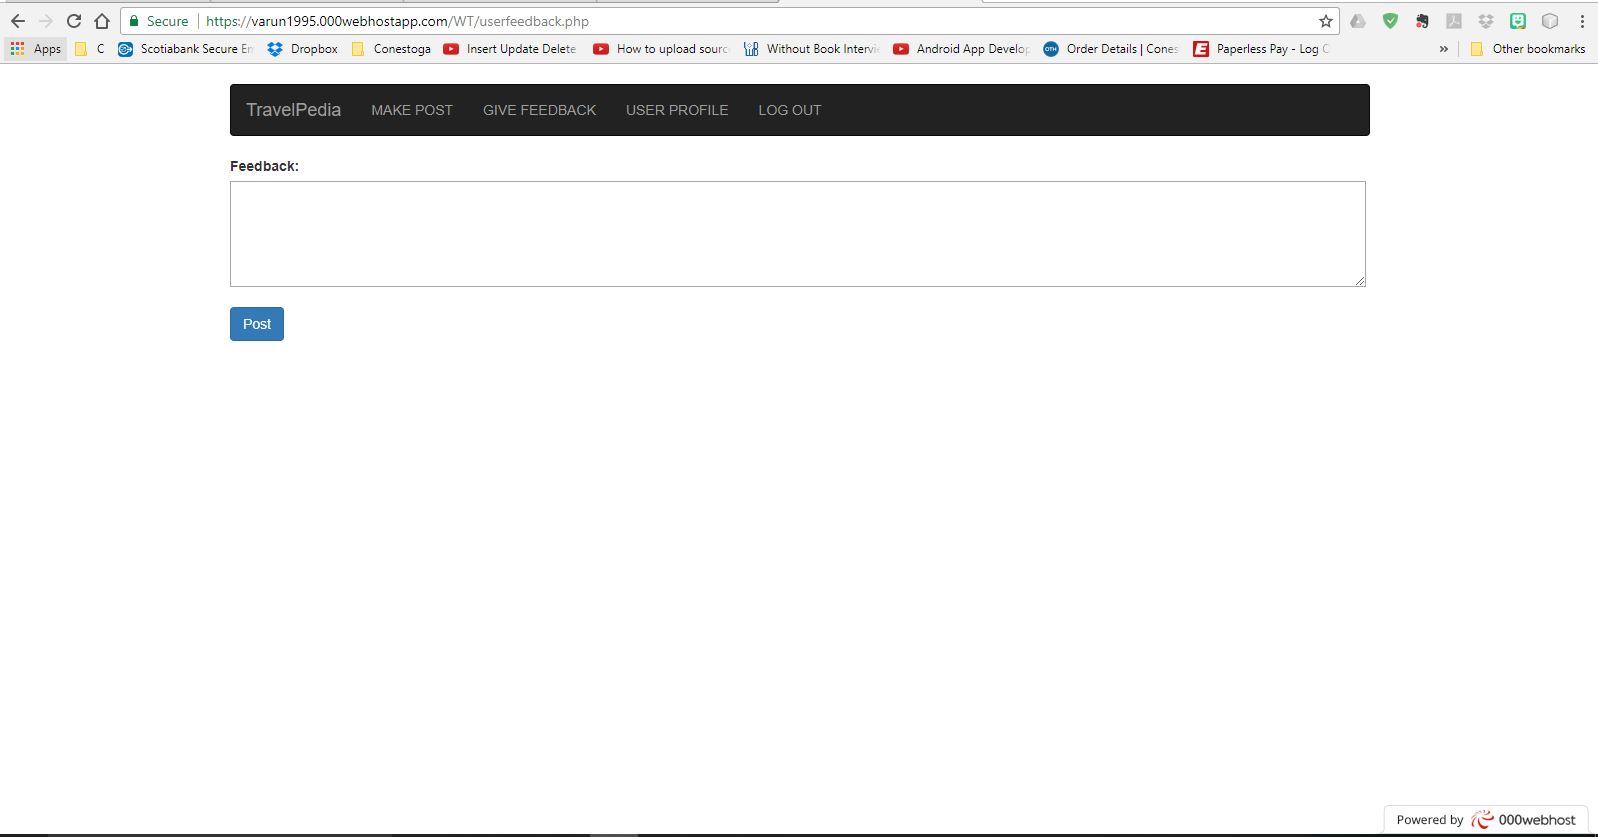 Secure https://varun1995.000webhostapp.com/WT/userfeedback.php
Apps C Scotiabank Secure En Dropbox Conestoga Insert Update Delete How to upload sourc Without Book Intervi Android App Develop OTN Order Details | Cones Paperless Pay - Log » Other bookmarks
TravelPedia MAKE POST GIVE FEEDBACK USER PROFILE LOG OUT
Feedback:
Post
Powered by 000webhost